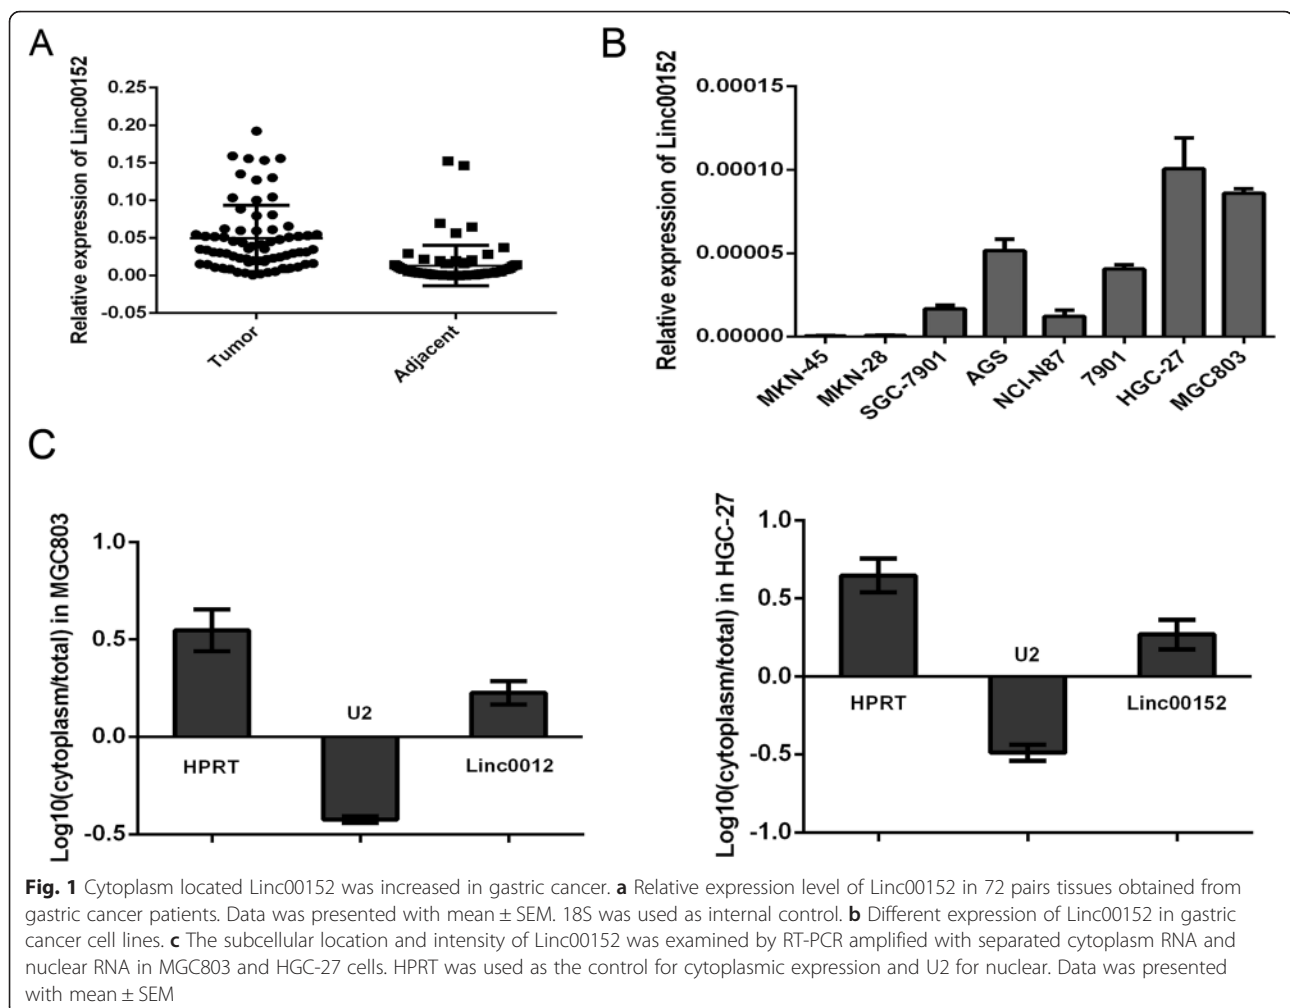 A
Relative expression of Linc00152
0.25
0.20
0.15
0.10
0.05
0.00
-0.05
Tumor
Adjacent
B
Relative expression of Linc00152
0.00015
0.00010
0.00005
0.00000
MKN-45
MKN-28
SGC-7901
AGS
NCI-N87
7901
HGC-27
MGC803
C
Log10(cytoplasm/total) in MGC803
1.0
0.5
0.0
-0.5
HPRT
U2
Linc0012
Log10(cytoplasm/total) in HGC-27
1.0
0.5
0.0
-0.5
-1.0
HPRT
U2
Linc00152
Fig. 1 Cytoplasm located Linc00152 was increased in gastric cancer. a Relative expression level of Linc00152 in 72 pairs tissues obtained from
gastric cancer patients. Data was presented with mean ± SEM. 18S was used as internal control. b Different expression of Linc00152 in gastric
cancer cell lines. c The subcellular location and intensity of Linc00152 was examined by RT-PCR amplified with separated cytoplasm RNA and
nuclear RNA in MGC803 and HGC-27 cells. HPRT was used as the control for cytoplasmic expression and U2 for nuclear. Data was presented
with mean ± SEM